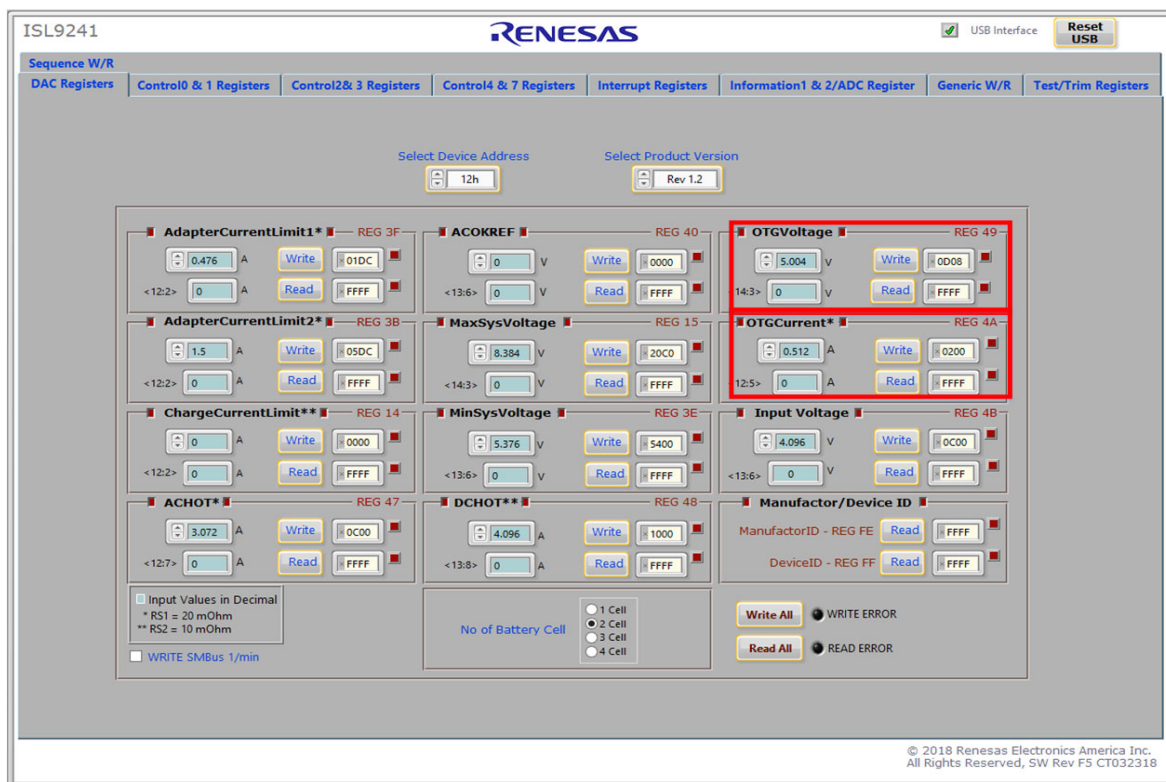 ISL9241
RENESAS
USB Interface
Reset USB
Sequence W/R
DAC Registers
Control0 & 1 Registers
Control2& 3 Registers
Control4 & 7 Registers
Interrupt Registers
Information1 & 2/ADC Register
Generic W/R
Test/Trim Registers
Select Device Address
Select Product Version
12h
Rev 1.2
AdapterCurrentLimit1* REG 3F
0.476 A Write x 01DC
<12:2> 0 A Read x FFFF
ACOKREF REG 40
0 V Write x 0000
<13:6> 0 V Read x FFFF
OTGVoltage REG 49
5.004 V Write x 0D08
14:3> 0 V Read x FFFF
AdapterCurrentLimit2* REG 3B
1.5 A Write x 05DC
<12:2> 0 A Read x FFFF
MaxSysVoltage REG 15
8.384 V Write x 20C0
<14:3> 0 V Read x FFFF
OTGCurrent* REG 4A
0.512 A Write x 0200
12:5> 0 A Read x FFFF
ChargeCurrentLimit** REG 14
0 A Write x 0000
<12:2> 0 A Read x FFFF
MinSysVoltage REG 3E
5.376 V Write x 5400
<13:6> 0 V Read x FFFF
Input Voltage REG 4B
4.096 V Write x 0C00
<13:6> 0 V Read x FFFF
ACHOT* REG 47
3.072 A Write x 0C00
<12:7> 0 A Read x FFFF
DCHOT** REG 48
4.096 A Write x 1000
<13:8> 0 A Read x FFFF
Manufactor/Device ID
ManufactorID - REG FE Read x FFFF
DeviceID - REG FF Read x FFFF
Input Values in Decimal
* RS1 = 20 mOhm
** RS2 = 10 mOhm
WRITE SMBus 1/min
No of Battery Cell
1 Cell
2 Cell
3 Cell
4 Cell
Write All WRITE ERROR
Read All READ ERROR
© 2018 Renesas Electronics America Inc.
All Rights Reserved, SW Rev F5 CT032318